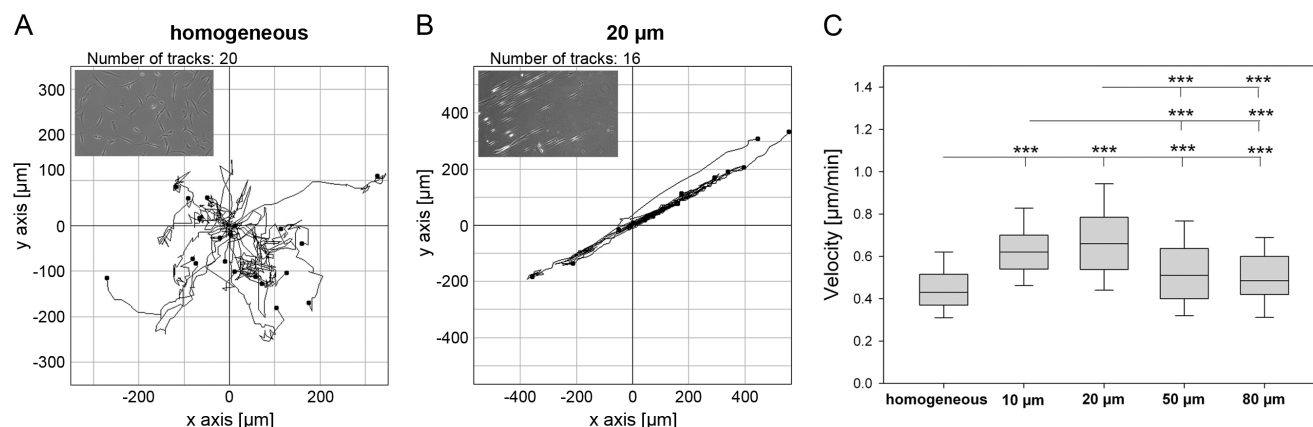 A
homogeneous
Number of tracks: 20
y axis [µm]
300
200
100
0
-100
-200
-300
-200
0
200
x axis [µm]
B
20 µm
Number of tracks: 16
y axis [µm]
400
200
0
-200
-400
-400
-200
0
200
400
x axis [µm]
C
Velocity [µm/min]
1.4
1.2
1.0
0.8
0.6
0.4
0.2
0.0
*** ***
*** ***
*** *** *** ***
homogeneous 10 µm 20 µm 50 µm 80 µm